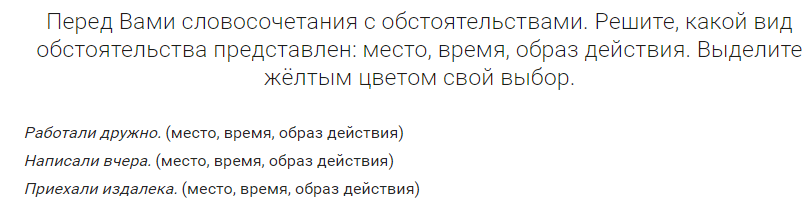 Перед Вами словосочетания с обстоятельствами. Решите, какой вид
обстоятельства представлен: место, время, образ действия. Выделите
жёлтым цветом свой выбор.
Работали дружно. (место, время, образ действия)
Написали вчера. (место, время, образ действия)
Приехали издалека. (место, время, образ действия)